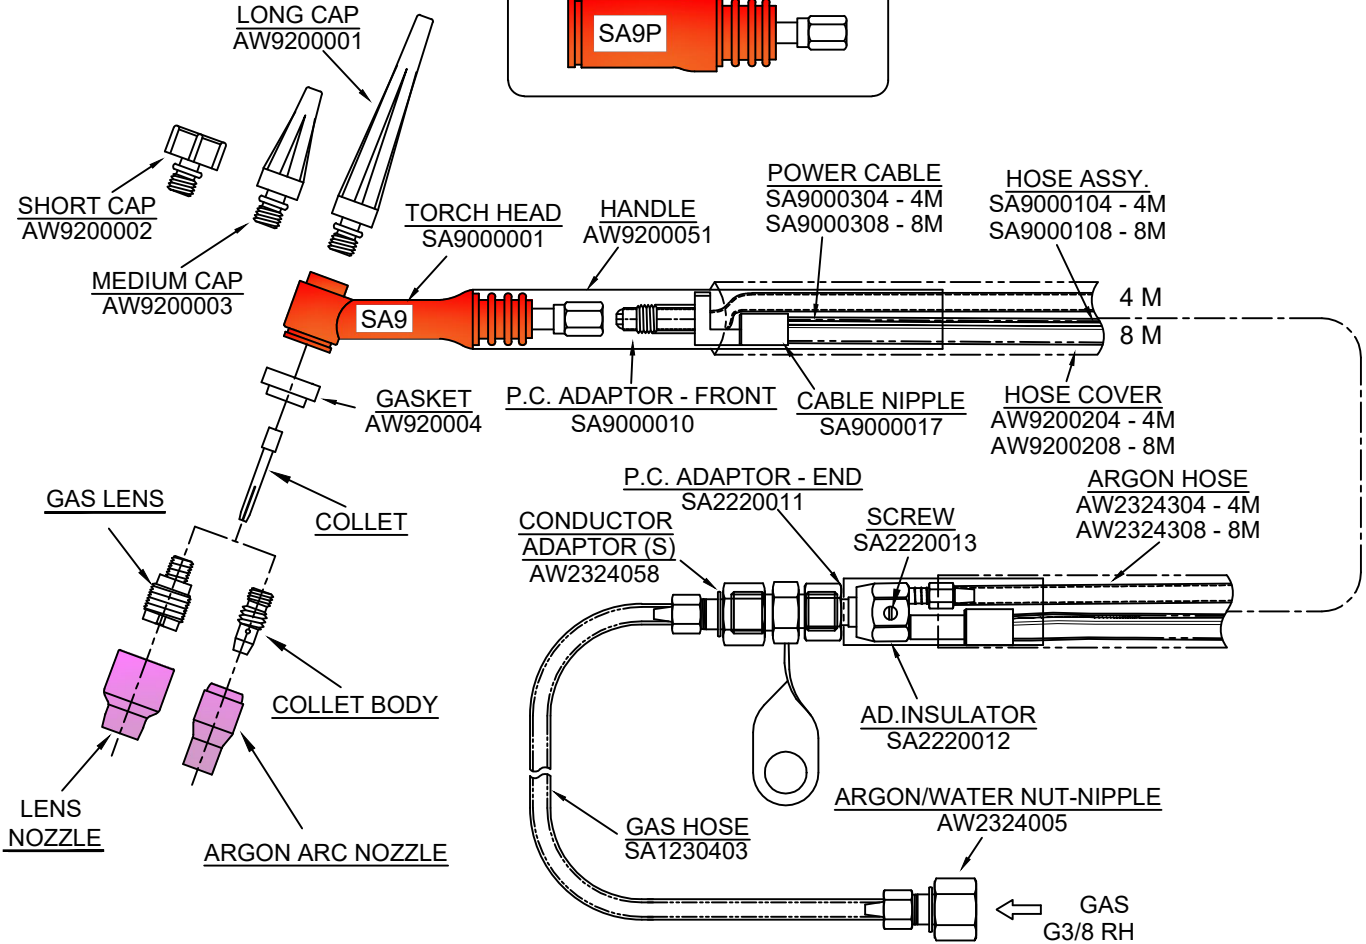 LONG CAP
AW9200001
SA9P
SHORT CAP
AW9200002
MEDIUM CAP
AW9200003
TORCH HEAD
SA9000001
HANDLE
AW9200051
POWER CABLE
SA9000304 - 4M
SA9000308 - 8M
HOSE ASSY.
SA9000104 - 4M
SA9000108 - 8M
SA9
4 M
8 M
GASKET
AW920004
P.C. ADAPTOR - FRONT
SA9000010
CABLE NIPPLE
SA9000017
HOSE COVER
AW9200204 - 4M
AW9200208 - 8M
GAS LENS
COLLET
P.C. ADAPTOR - END
SA2220011
CONDUCTOR
ADAPTOR (S)
AW2324058
SCREW
SA2220013
ARGON HOSE
AW2324304 - 4M
AW2324308 - 8M
COLLET BODY
AD.INSULATOR
SA2220012
LENS
NOZZLE
ARGON ARC NOZZLE
GAS HOSE
SA1230403
ARGON/WATER NUT-NIPPLE
AW2324005
GAS
G3/8 RH